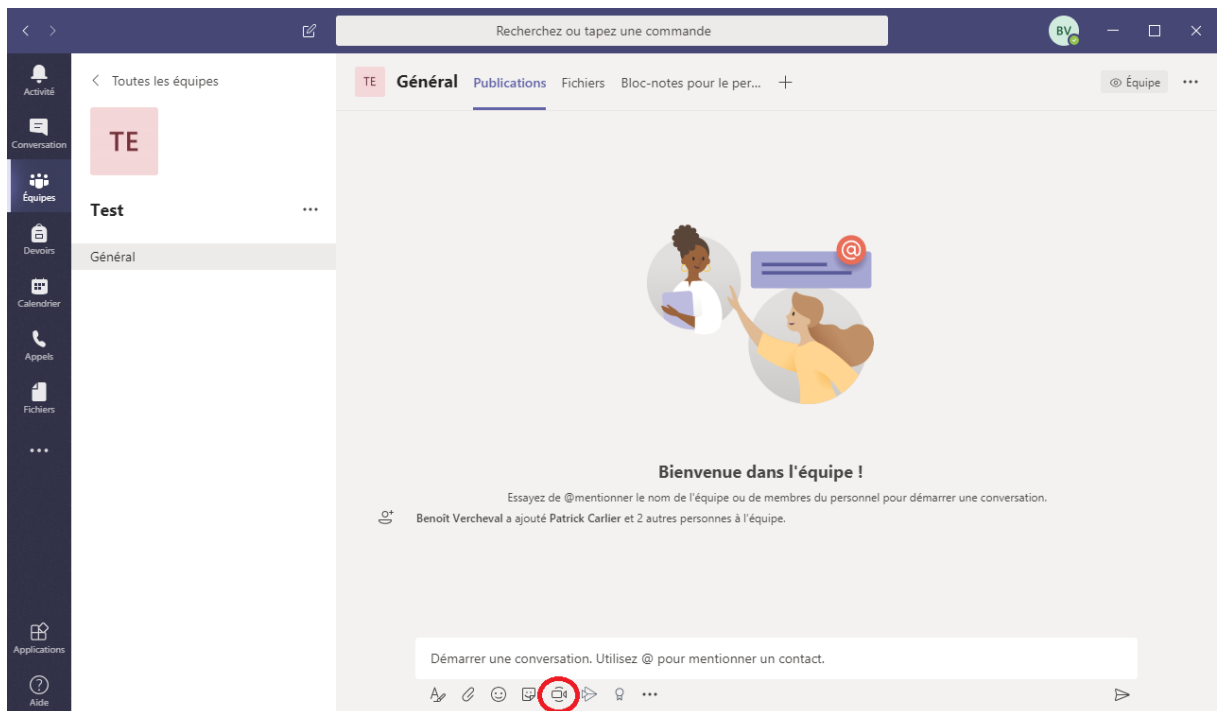 Recherchez ou tapez une commande
BV
Activité
Conversation
Équipes
Devoirs
Calendrier
Appels
Fichiers
Applications
Aide
Toutes les équipes
TE
Test
Général
TE Général Publications Fichiers Bloc-notes pour le per...
Équipe
@
Bienvenue dans l'équipe !
Essayez de @mentionner le nom de l'équipe ou de membres du personnel pour démarrer une conversation.
Benoît Vercheval a ajouté Patrick Carlier et 2 autres personnes à l'équipe.
Démarrer une conversation. Utilisez @ pour mentionner un contact.